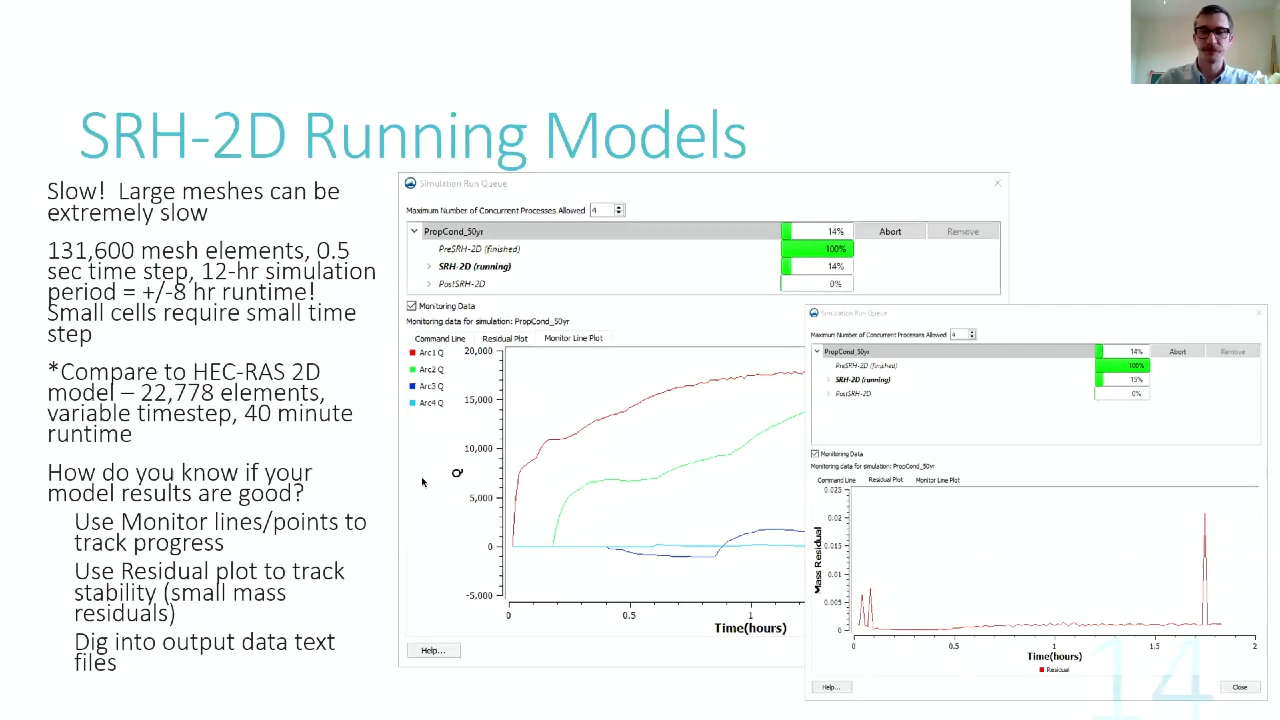 SRH-2D Running Models
Slow!  Large meshes can be
extremely slow
131,600 mesh elements, 0.5
sec time step, 12-hr simulation
period = +/-8 hr runtime!
Small cells require small time
step
*Compare to HEC-RAS 2D
model – 22,778 elements,
variable timestep, 40 minute
runtime
How do you know if your
model results are good?
Use Monitor lines/points to
track progress
Use Residual plot to track
stability (small mass
residuals)
Dig into output data text
files
Simulation Run Queue
Maximum Number of Concurrent Processes Allowed 4
PropCond_50yr 14% Abort Remove
PreSRH-2D (finished) 100%
SRH-2D (running) 14%
PostSRH-2D 0%
Monitoring Data
Monitoring data for simulation: PropCond_50yr
Command Line Residual Plot Monitor Line Plot
Arc1 Q
Arc2 Q
Arc3 Q
Arc4 Q
20,000
15,000
10,000
5,000
0
-5,000
Q
0 0.5 1
Time(hours)
Help...
Simulation Run Queue
Maximum Number of Concurrent Processes Allowed 4
PropCond_50yr 14% Abort Remove
PreSRH-2D (finished) 100%
SRH-2D (running) 15%
PostSRH-2D 0%
Monitoring Data
Monitoring data for simulation: PropCond_50yr
Command Line Residual Plot Monitor Line Plot
0.025
0.02
0.015
0.01
0.005
0
Mass Residual
0 0.5 1 1.5 2
Time(hours)
Residual
Help... Close
14